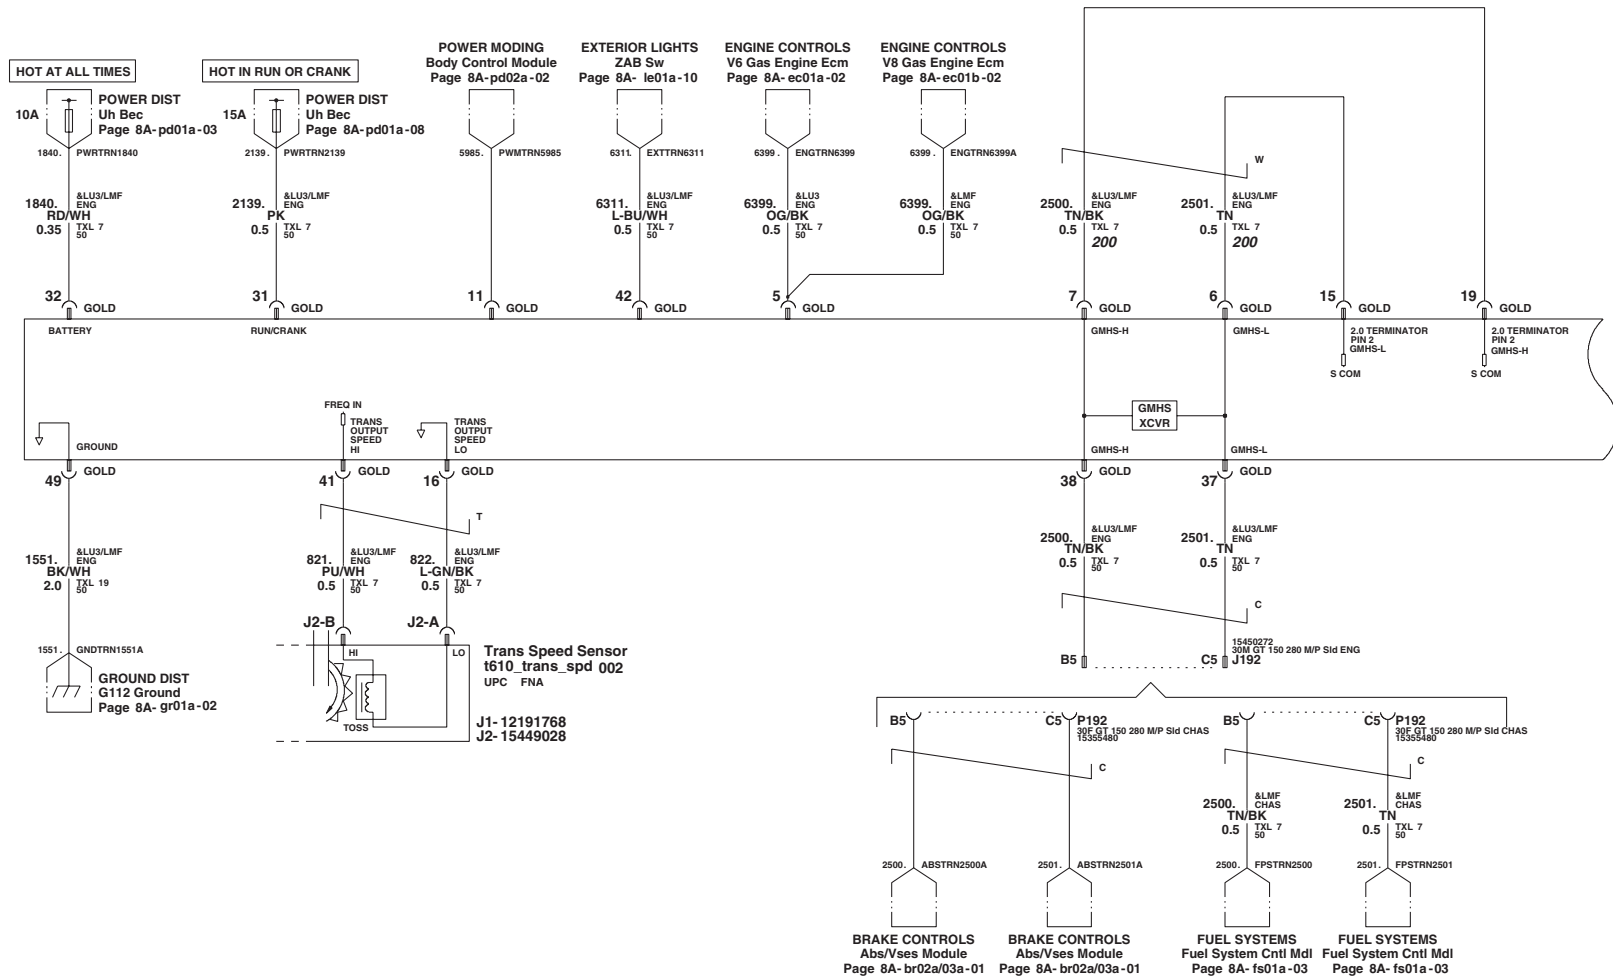 HOT AT ALL TIMES
10A
POWER DIST
Uh Bec
Page 8A-pd01a-03
1840. PWRTRN1840
1840.
&LU3/LMF
ENG
RD/WH
0.35
TXL 7
50
32
GOLD
BATTERY
HOT IN RUN OR CRANK
15A
POWER DIST
Uh Bec
Page 8A-pd01a-08
2139. PWRTRN2139
2139.
&LU3/LMF
ENG
PK
0.5
TXL 7
50
31
GOLD
RUN/CRANK
POWER MODING
Body Control Module
Page 8A-pd02a-02
5985. PWMTRN5985
11
GOLD
EXTERIOR LIGHTS
ZAB Sw
Page 8A- le01a-10
6311. EXTTRN6311
6311.
&LU3/LMF
ENG
L-BU/WH
0.5
TXL 7
50
42
GOLD
ENGINE CONTROLS
V6 Gas Engine Ecm
Page 8A-ec01a-02
6399. ENGTRN6399
6399.
&LU3
ENG
OG/BK
0.5
TXL 7
50
5
GOLD
ENGINE CONTROLS
V8 Gas Engine Ecm
Page 8A-ec01b-02
6399. ENGTRN6399A
6399.
&LMF
ENG
OG/BK
0.5
TXL 7
50
W
2500.
&LU3/LMF
ENG
TN/BK
0.5
TXL 7
200
7
GOLD
GMHS-H
2501.
&LU3/LMF
ENG
TN
0.5
TXL 7
200
6
GOLD
GMHS-L
15
GOLD
2.0 TERMINATOR
PIN 2
GMHS-L
S COM
19
GOLD
2.0 TERMINATOR
PIN 2
GMHS-H
S COM
GMHS
XCVR
GROUND
49
GOLD
1551.
&LU3/LMF
ENG
BK/WH
2.0
TXL 19
50
1551. GNDTRN1551A
GROUND DIST
G112 Ground
Page 8A- gr01a-02
FREQ IN
TRANS
OUTPUT
SPEED
HI
TRANS
OUTPUT
SPEED
LO
41
GOLD
16
GOLD
T
821.
&LU3/LMF
ENG
PU/WH
0.5
TXL 7
50
822.
&LU3/LMF
ENG
L-GN/BK
0.5
TXL 7
50
J2-B
J2-A
HI
LO
TOSS
Trans Speed Sensor
t610_trans_spd 002
UPC FNA
J1-12191768
J2-15449028
GMHS-H
GMHS-L
38
GOLD
37
GOLD
2500.
&LU3/LMF
ENG
TN/BK
0.5
TXL 7
50
2501.
&LU3/LMF
ENG
TN
0.5
TXL 7
50
C
B5
C5
15450272
30M GT 150 280 M/P Sld ENG
J192
B5
C5
P192
30F GT 150 280 M/P Sld CHAS
15355480
C
B5
C5
P192
30F GT 150 280 M/P Sld CHAS
15355480
C
2500.
&LMF
CHAS
TN/BK
0.5
TXL 7
50
2501.
&LMF
CHAS
TN
0.5
TXL 7
50
2500. ABSTRN2500A
2501. ABSTRN2501A
2500. FPSTRN2500
2501. FPSTRN2501
BRAKE CONTROLS
Abs/Vses Module
Page 8A- br02a/03a-01
BRAKE CONTROLS
Abs/Vses Module
Page 8A- br02a/03a-01
FUEL SYSTEMS
Fuel System Cntl Mdl
Page 8A- fs01a-03
FUEL SYSTEMS
Fuel System Cntl Mdl
Page 8A- fs01a-03